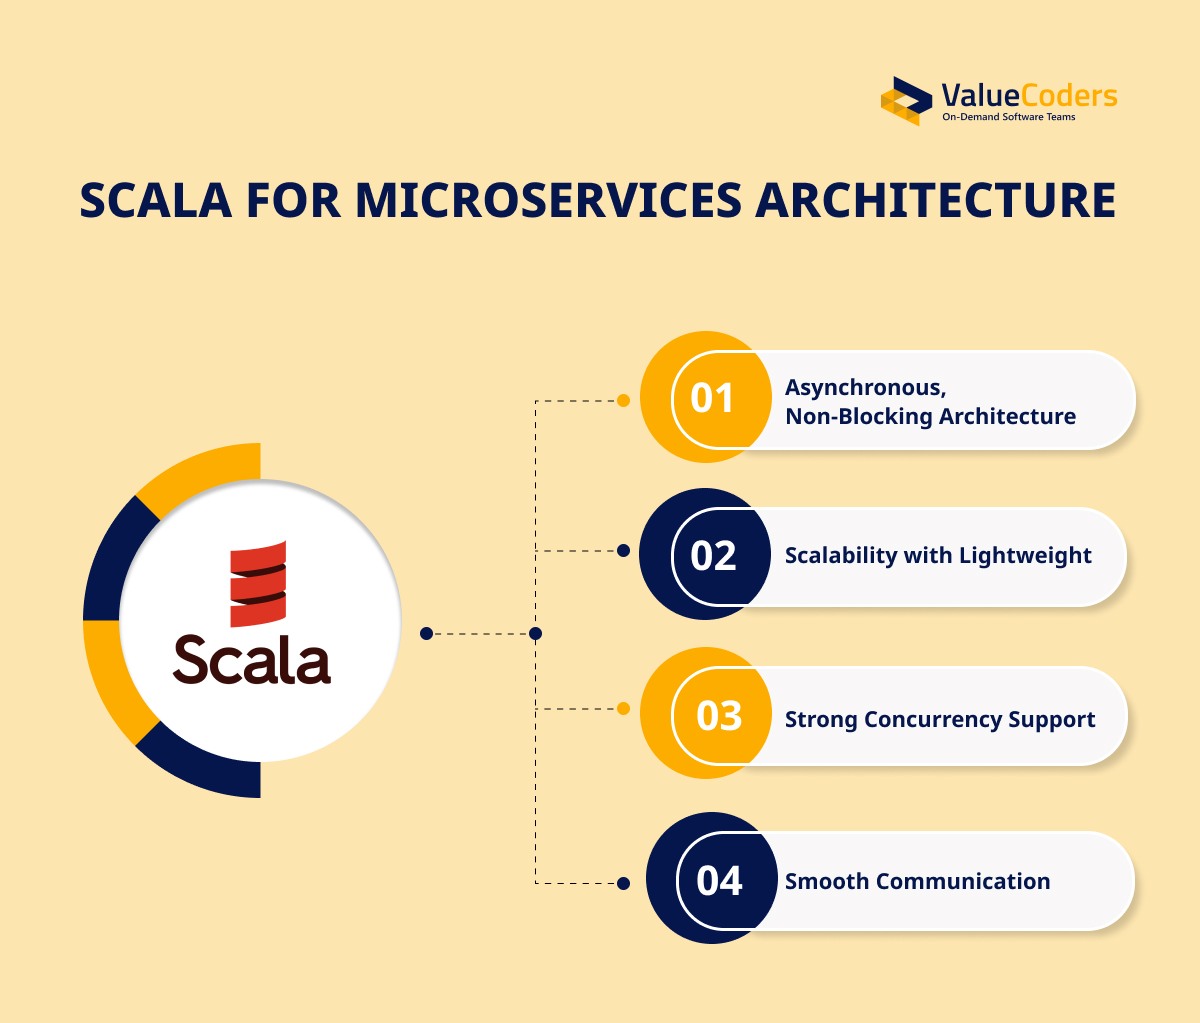 ValueCoders
On-Demand Software Teams
SCALA FOR MICROSERVICES ARCHITECTURE
01
Asynchronous,
Non-Blocking Architecture
02
Scalability with Lightweight
Scala
03
Strong Concurrency Support
04
Smooth Communication